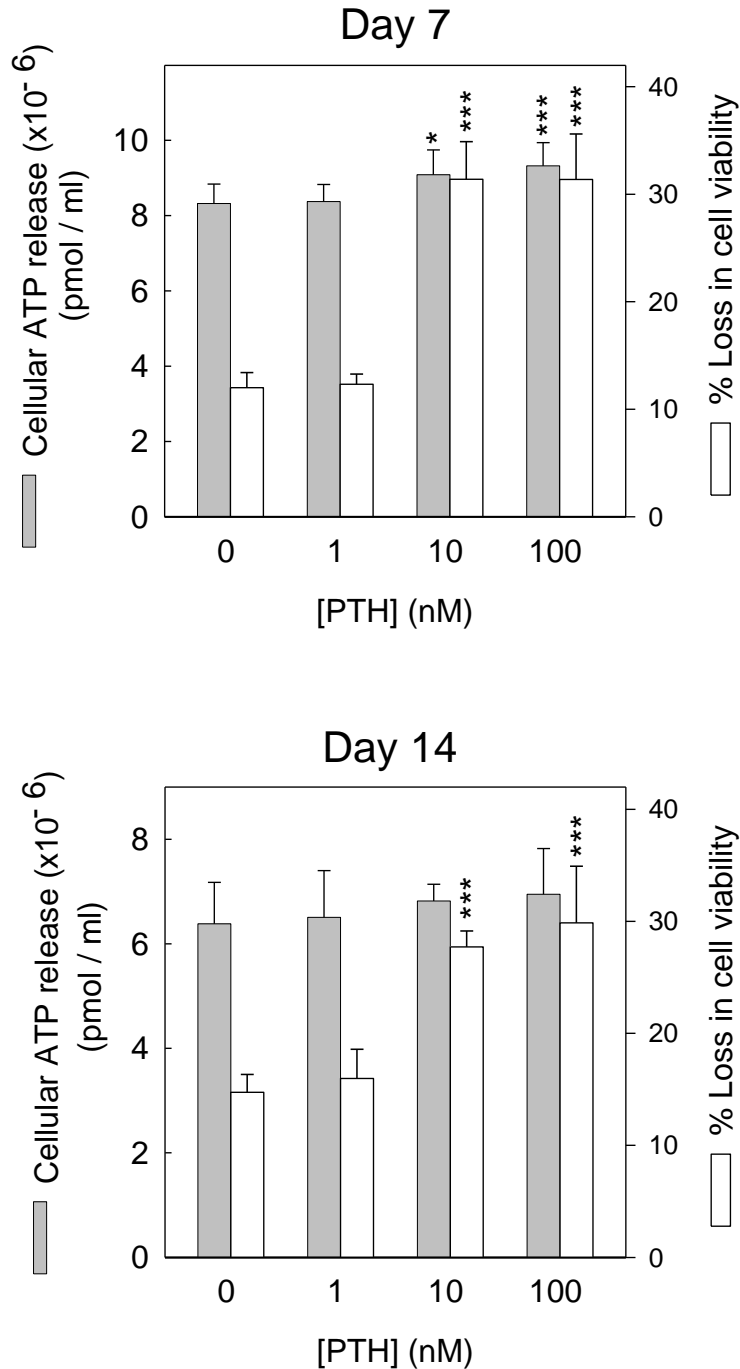 Day 7
Cellular ATP release (x10- 6)
(pmol / ml)
10
8
6
4
2
0
*
***
***
***
40
30
20
10
0
% Loss in cell viability
0 1 10 100
[PTH] (nM)
Day 14
Cellular ATP release (x10- 6)
(pmol / ml)
8
6
4
2
0
***
***
40
30
20
10
0
% Loss in cell viability
0 1 10 100
[PTH] (nM)